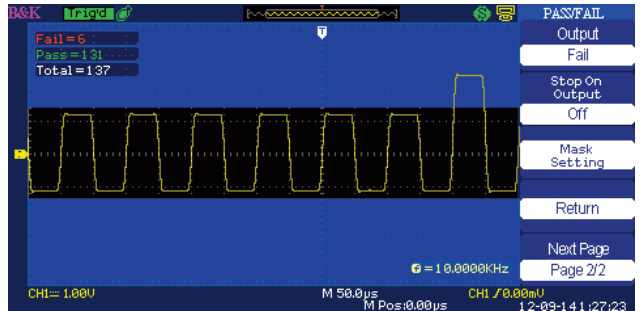 B&K Trig'd PASS/FAIL
T
Fail=6
Pass=131
Total=137
Output
Fail
Stop On
Output
Off
Mask
Setting
Return
Next Page
Page 2/2
F=10.0000KHz
CH1 1.00V M 50.0μs CH1 0.00mV
M Pos:0.00μs 12-09-14 1:27:23